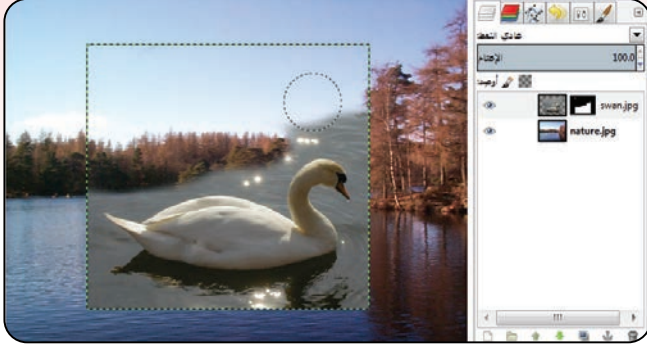 عادي النمط:
الإعتام 100.0
أوصد:
swan.jpg
nature.jpg